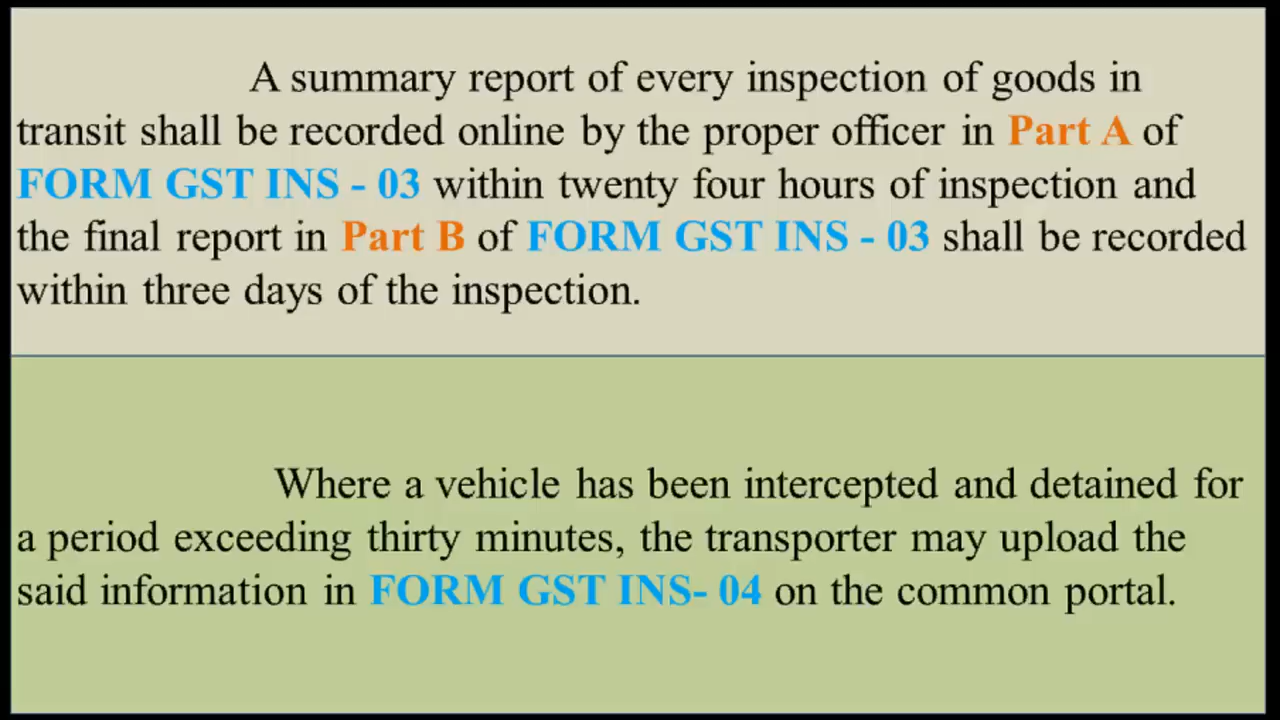 A summary report of every inspection of goods in
transit shall be recorded online by the proper officer in Part A of
FORM GST INS - 03 within twenty four hours of inspection and
the final report in Part B of FORM GST INS - 03 shall be recorded
within three days of the inspection.
Where a vehicle has been intercepted and detained for
a period exceeding thirty minutes, the transporter may upload the
said information in FORM GST INS- 04 on the common portal.